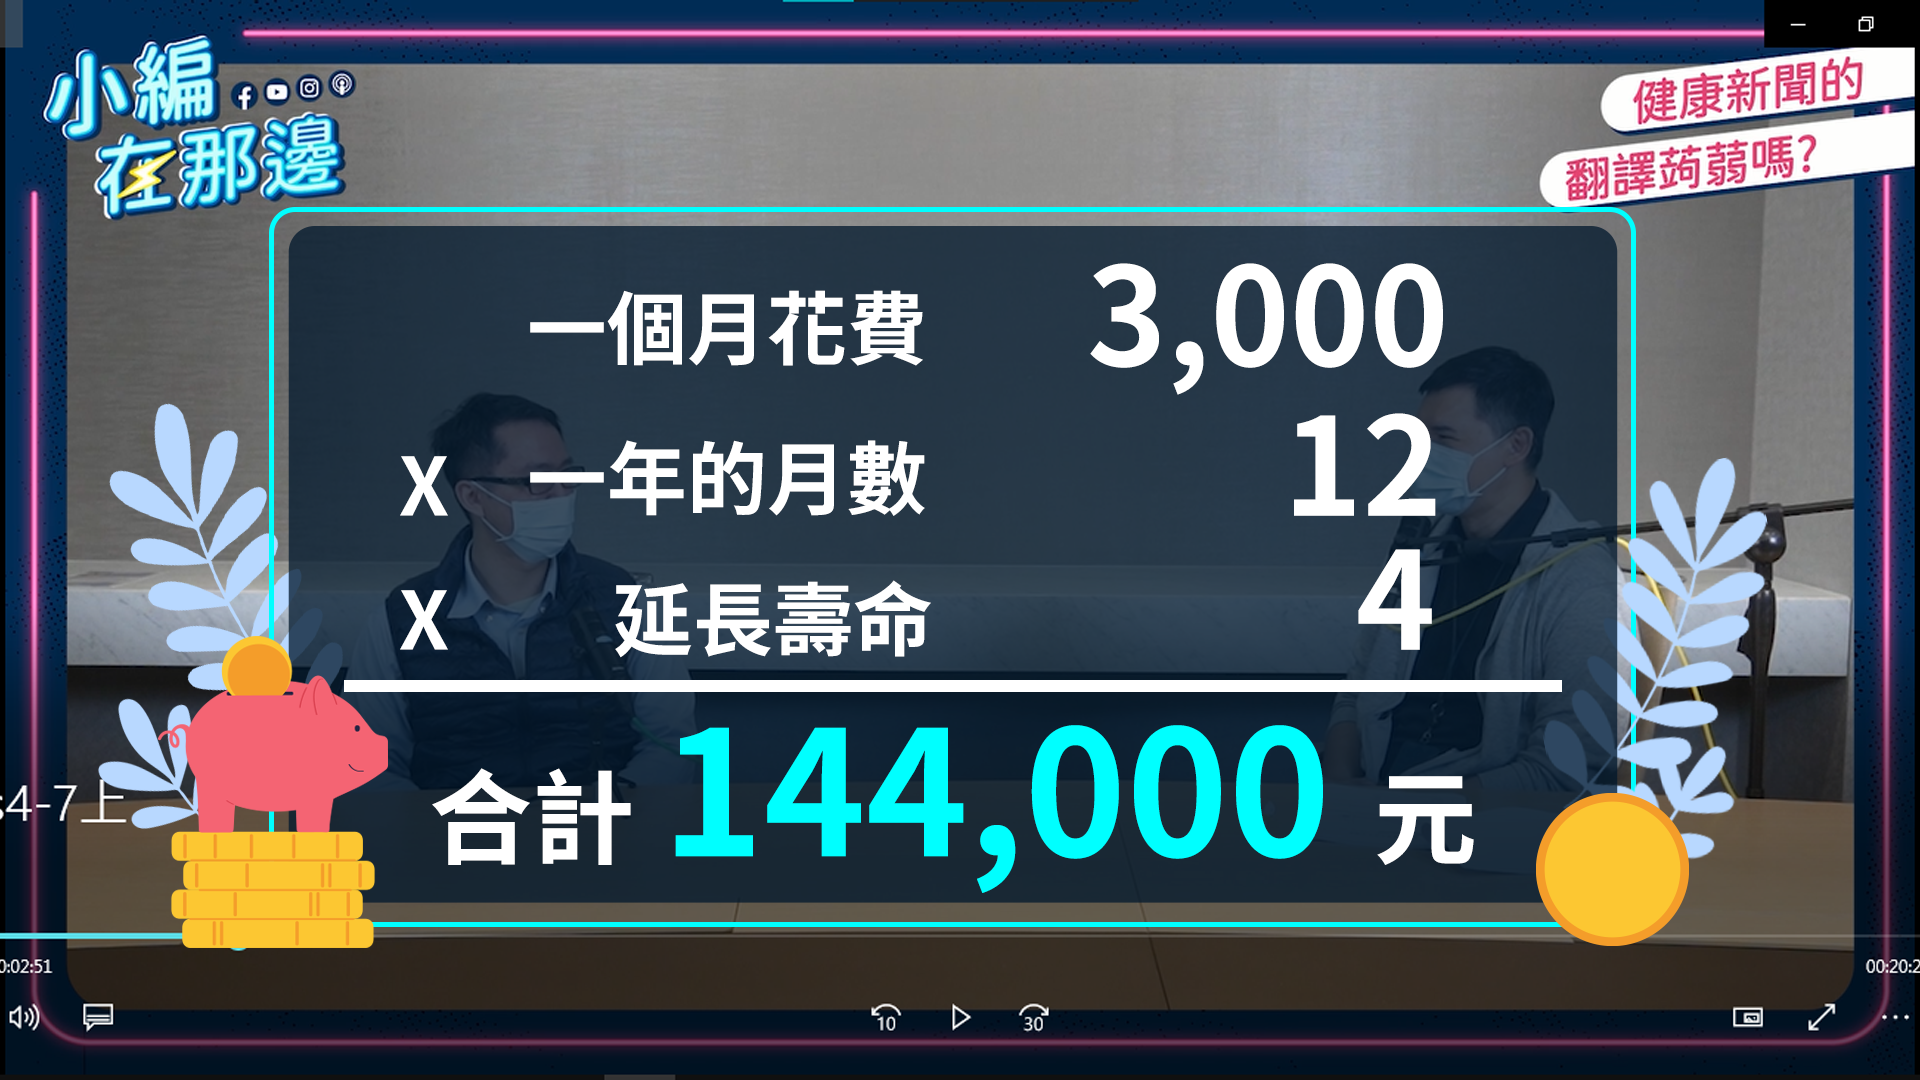 小編
在那邊
健康新聞的
翻譯蒟蒻嗎?
一個月花費 3,000
X 一年的月數 12
X 延長壽命 4
合計 144,000 元
4-7上
0:02:51
00:20:2
10
30